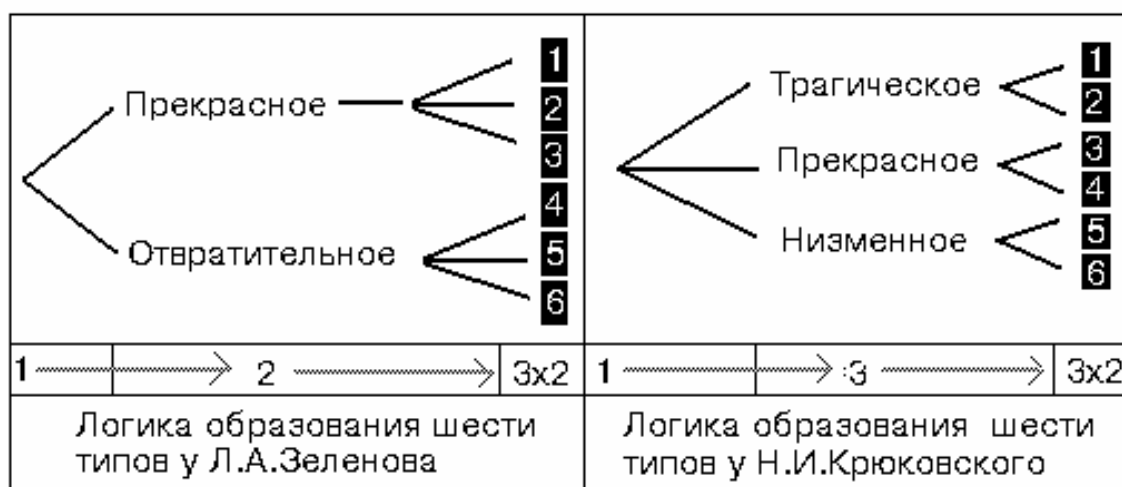 Прекрасное
1
2
3
Отвратительное
4
5
6
Трагическое
1
2
Прекрасное
3
4
Низменное
5
6
1 2 3x2
1 :3 3x2
Логика образования шести
типов у Л.А.Зеленова
Логика образования шести
типов у Н.И.Крюковского